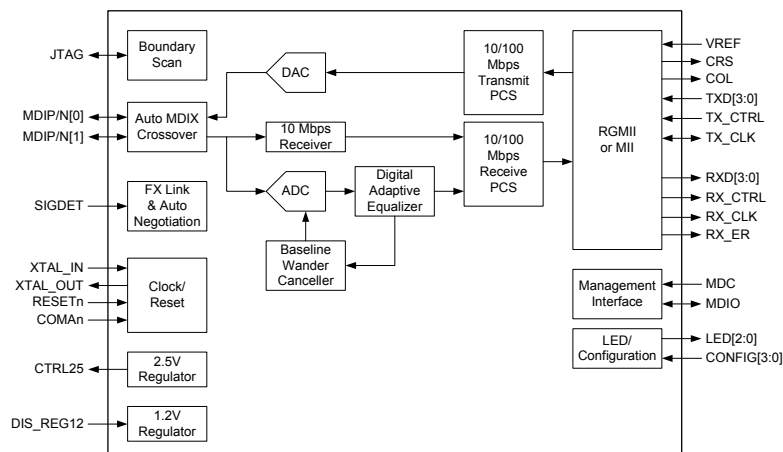 JTAG
Boundary
Scan
MDIP/N[0]
MDIP/N[1]
Auto MDIX
Crossover
DAC
10/100
Mbps
Transmit
PCS
10 Mbps
Receiver
10/100
Mbps
Receive
PCS
ADC
Digital
Adaptive
Equalizer
Baseline
Wander
Canceller
RGMII
or MII
VREF
CRS
COL
TXD[3:0]
TX_CTRL
TX_CLK
RXD[3:0]
RX_CTRL
RX_CLK
RX_ER
SIGDET
FX Link
& Auto
Negotiation
XTAL_IN
XTAL_OUT
RESETn
COMAn
Clock/
Reset
Management
Interface
MDC
MDIO
LED/
Configuration
LED[2:0]
CONFIG[3:0]
CTRL25
2.5V
Regulator
DIS_REG12
1.2V
Regulator